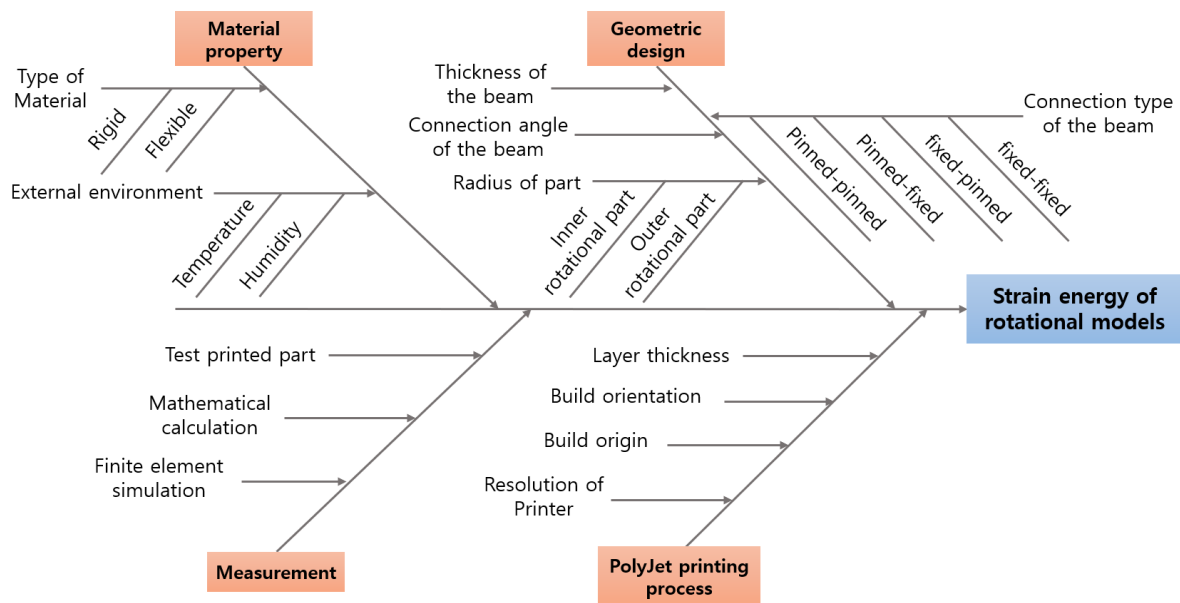 Material
property
Geometric
design
Type of
Material
Rigid
Flexible
External environment
Temperature
Humidity
Thickness of
the beam
Connection angle
of the beam
Radius of part
Inner
rotational part
Outer
rotational part
Connection type
of the beam
Pinned-pinned
Pinned-fixed
fixed-pinned
fixed-fixed
Strain energy of
rotational models
Test printed part
Mathematical
calculation
Finite element
simulation
Measurement
Layer thickness
Build orientation
Build origin
Resolution of
Printer
PolyJet printing
process